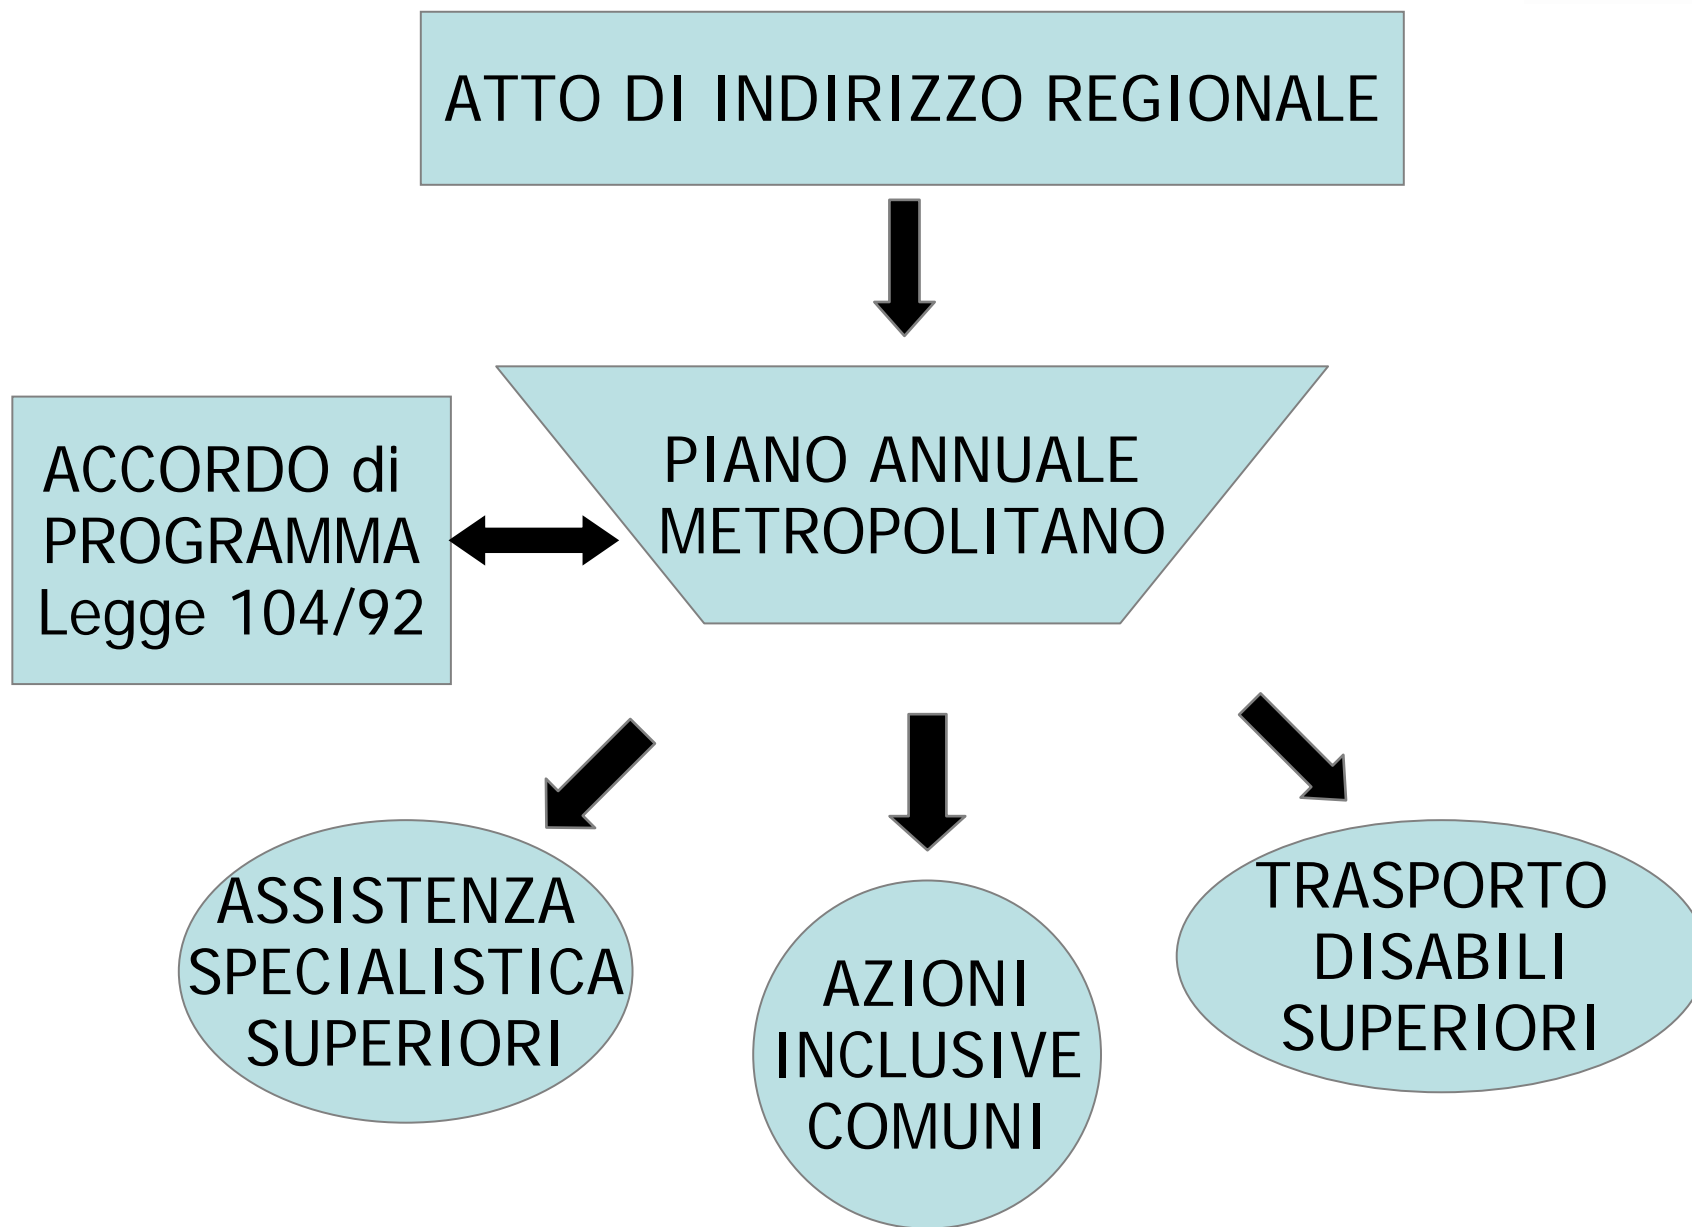 ATTO DI INDIRIZZO REGIONALE
ACCORDO di
PROGRAMMA
Legge 104/92
PIANO ANNUALE
METROPOLITANO
ASSISTENZA
SPECIALISTICA
SUPERIORI
AZIONI
INCLUSIVE
COMUNI
TRASPORTO
DISABILI
SUPERIORI